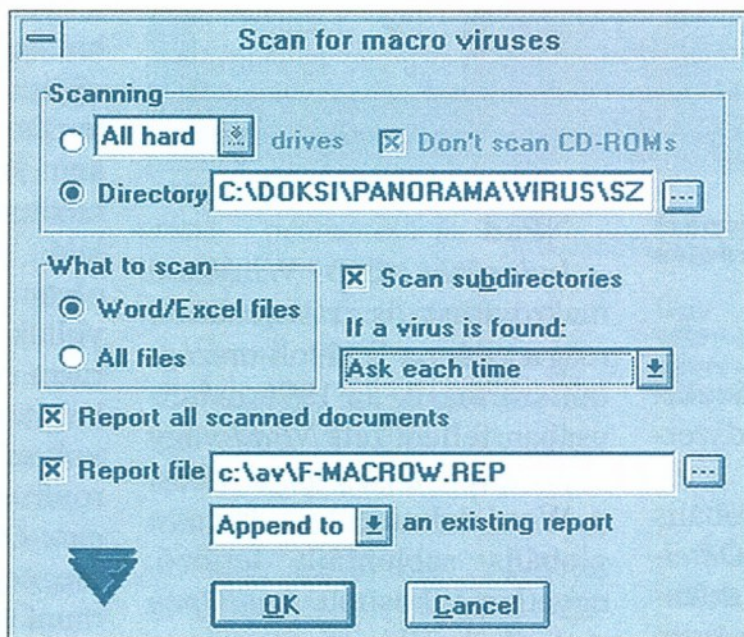 Scan for macro viruses
Scanning
All hard drives Don't scan CD-ROMs
Directory C:\DOKSI\PANORAMA\VIRUS\SZ ...
What to scan
Word/Excel files
All files
Scan subdirectories
If a virus is found:
Ask each time
Report all scanned documents
Report file c:\av\F-MACROW.REP ...
Append to an existing report
OK Cancel